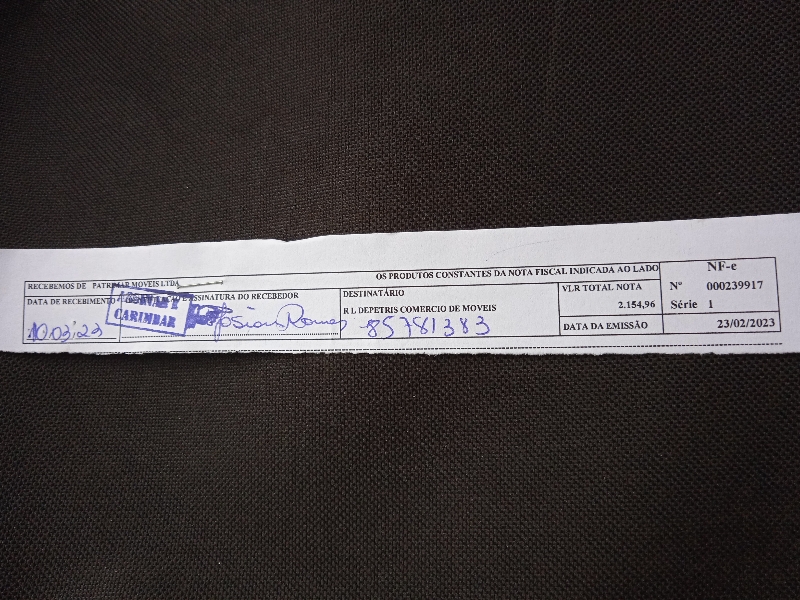 RECEBEMOS DE PATRIMAR MOVEIS LTDA OS PRODUTOS CONSTANTES DA NOTA FISCAL INDICADA AO LADO
NF-e
Nº 000239917
Série 1
DATA DE RECEBIMENTO
ASSINATURA DO RECEBEDOR
CARIMBAR
10.03.23
DESTINATÁRIO
R L DEPETRIS COMERCIO DE MOVEIS
85781383
VLR TOTAL NOTA
2.154,96
DATA DA EMISSÃO
23/02/2023